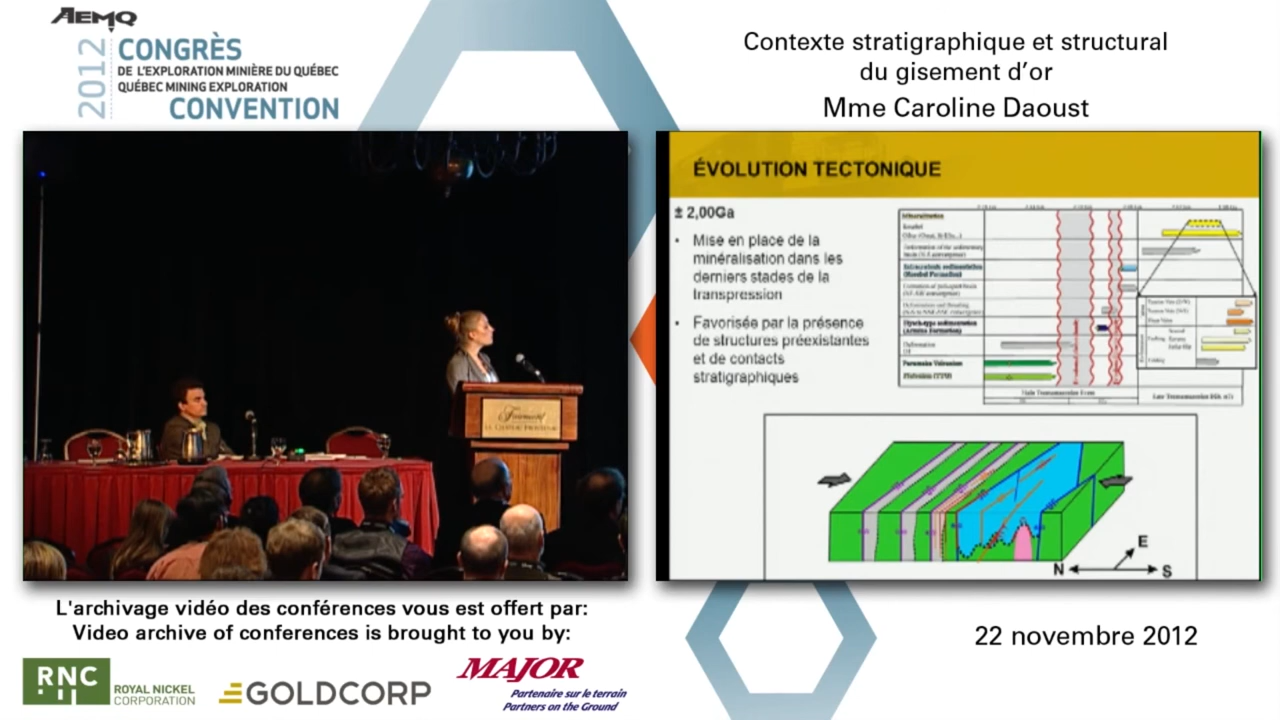 AEMQ
2012
CONGRÈS
DE L'EXPLORATION MINIÈRE DU QUÉBEC
QUÉBEC MINING EXPLORATION
CONVENTION
Contexte stratigraphique et structural
du gisement d'or
Mme Caroline Daoust
ÉVOLUTION TECTONIQUE
± 2,00Ga
• Mise en place de la
minéralisation dans les
derniers stades de la
transpression
• Favorisée par la présence
de structures préexistantes
et de contacts
stratigraphiques
Mineralization
E
N
S
Fairmont
L'archivage vidéo des conférences vous est offert par:
Video archive of conferences is brought to you by:
RNC
ROYAL NICKEL
CORPORATION
GOLDCORP
MAJOR
Partenaire sur le terrain
Partners on the Ground
22 novembre 2012